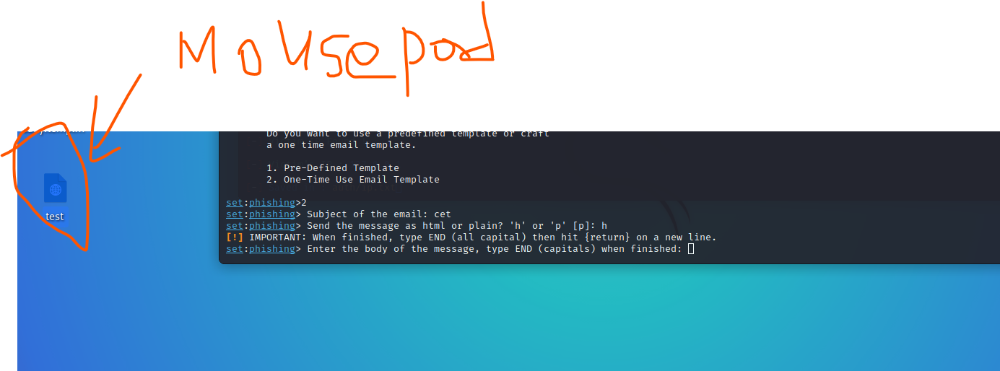 Mousepad
Do you want to use a predefined template or craft
a one time email template.
1. Pre-Defined Template
2. One-Time Use Email Template
set:phishing>2
set:phishing> Subject of the email: cet
set:phishing> Send the message as html or plain? 'h' or 'p' [p]: h
[!] IMPORTANT: When finished, type END (all capital) then hit {return} on a new line.
set:phishing> Enter the body of the message, type END (capitals) when finished:
test